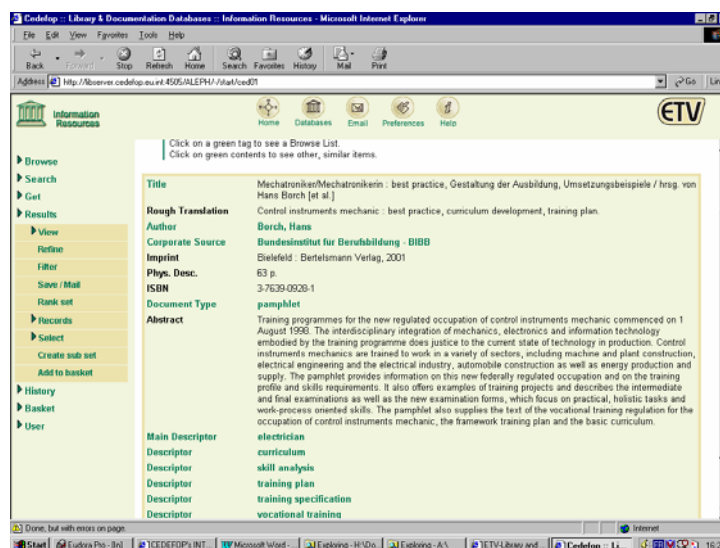 Cedefop :: Library & Documentation Databases :: Information Resources - Microsoft Internet Explorer
File Edit View Favorites Tools Help
Back Forward Stop Refresh Home Search Favorites History Mail Print
Address http://libserver.cedefop.eu.int:4505/ALEPH/-/start/ced01 Go
Information
Resources
Home Databases Email Preferences Help
ETV
Click on a green tag to see a Browse List.
Click on green contents to see other, similar items.
Browse
Search
Get
Results
View
Refine
Filter
Save / Mail
Rank set
Records
Select
Create sub set
Add to basket
History
Basket
User
Title Mechatroniker/Mechatronikerin : best practice, Gestaltung der Ausbildung, Umsetzungsbeispiele / hrsg. von
Hans Borch [et al.]
Rough Translation Control instruments mechanic : best practice, curriculum development, training plan.
Author Borch, Hans
Corporate Source Bundesinstitut fur Berufsbildung - BIBB
Imprint Bielefeld : Bertelsmann Verlag, 2001
Phys. Desc. 63 p.
ISBN 3-7639-0928-1
Document Type pamphlet
Abstract Training programmes for the new regulated occupation of control instruments mechanic commenced on 1
August 1998. The interdisciplinary integration of mechanics, electronics and information technology
embodied by the training programme does justice to the current state of technology in production. Control
instruments mechanics are trained to work in a variety of sectors, including machine and plant construction,
electrical engineering and the electrical industry, automobile construction as well as energy production and
supply. The pamphlet provides information on this new federally regulated occupation and on the training
profile and skills requirements. It also offers examples of training projects and describes the intermediate
and final examinations as well as the new examination forms, which focus on practical, holistic tasks and
work-process oriented skills. The pamphlet also supplies the text of the vocational training regulation for the
occupation of control instruments mechanic, the framework training plan and the basic curriculum.
Main Descriptor electrician
Descriptor curriculum
Descriptor skill analysis
Descriptor training plan
Descriptor training specification
Descriptor vocational training
Done, but with errors on page. Internet
Start Eudora Pro - [In] CEDEFOP's INT... Microsoft Word - ... Exploring - H:\Do... Exploring - A:\ ETV-Library and ... Cedefop :: Li...